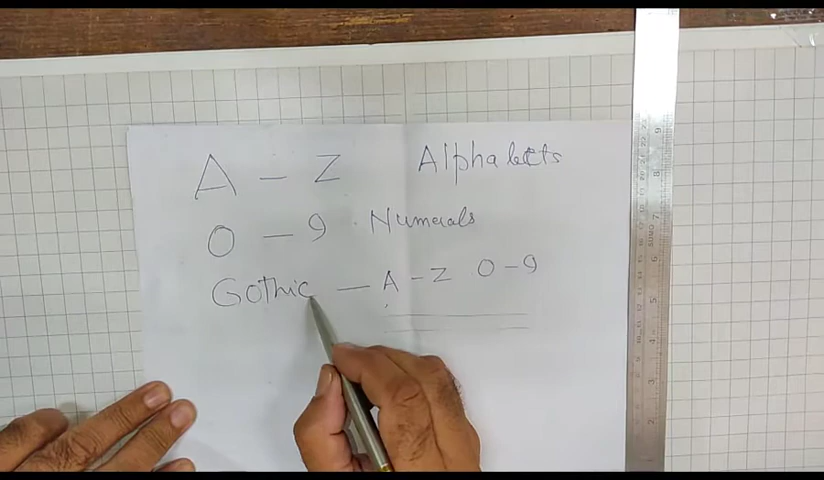 A – Z Alphabets
0 – 9 Numerals
Gothic – A – Z 0 – 9